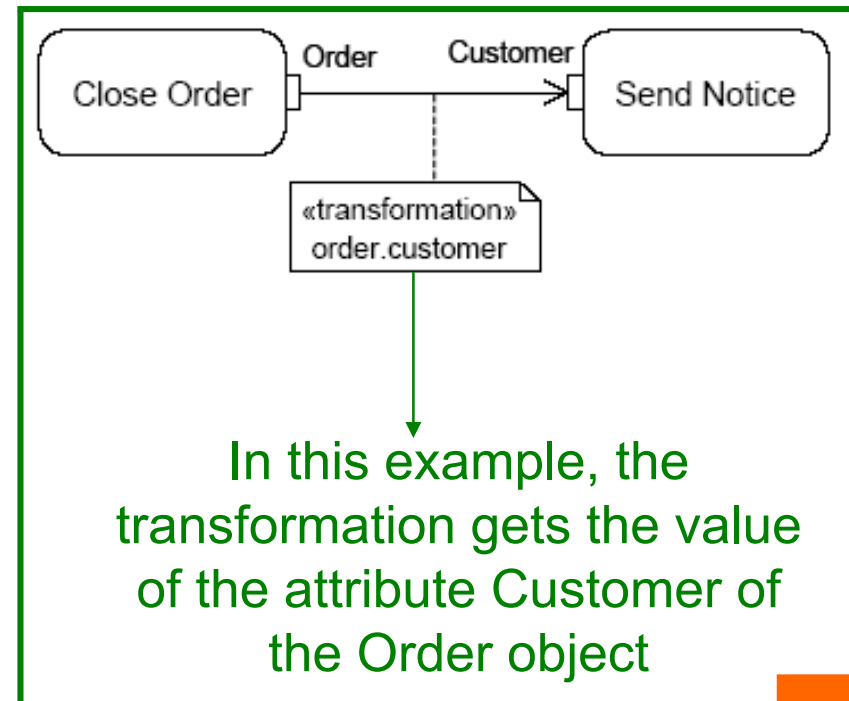 Order Customer
Close Order Send Notice
«transformation»
order.customer
In this example, the
transformation gets the value
of the attribute Customer of
the Order object